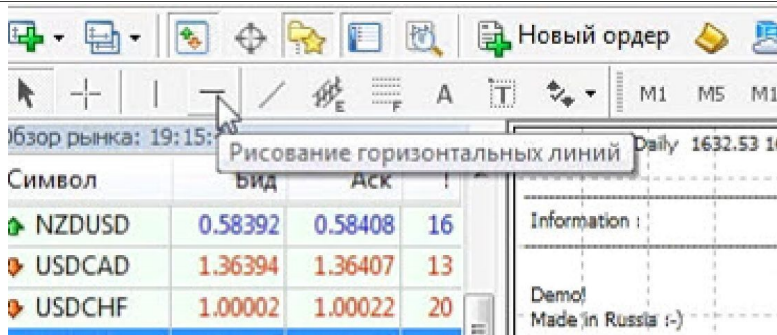 Новый ордер
E F A T M1 M5 M1
Обзор рынка: 19:15:
Рисование горизонтальных линий
Daily 1632.53 16
Символ Бид Аск !
NZDUSD 0.58392 0.58408 16
Information :
USDCAD 1.36394 1.36407 13
USDCHF 1.00002 1.00022 20
Demo!
Made in Russia :-)